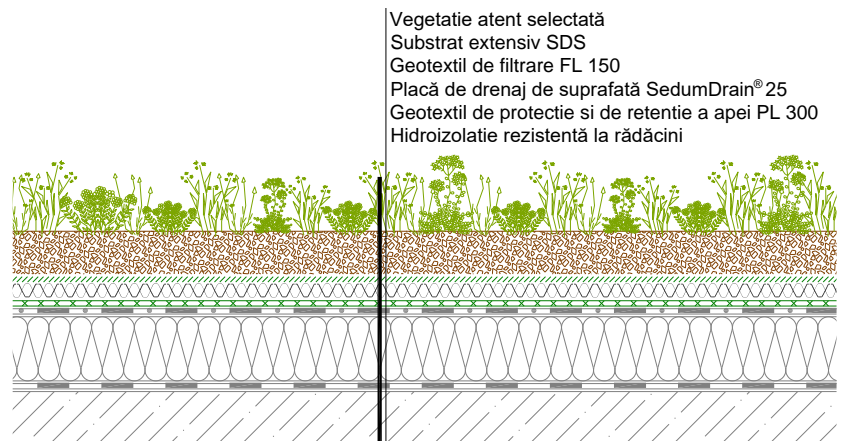 Vegetatie atent selectată
Substrat extensiv SDS
Geotextil de filtrare FL 150
Placă de drenaj de suprafată SedumDrain® 25
Geotextil de protectie si de retentie a apei PL 300
Hidroizolatie rezistentă la rădăcini